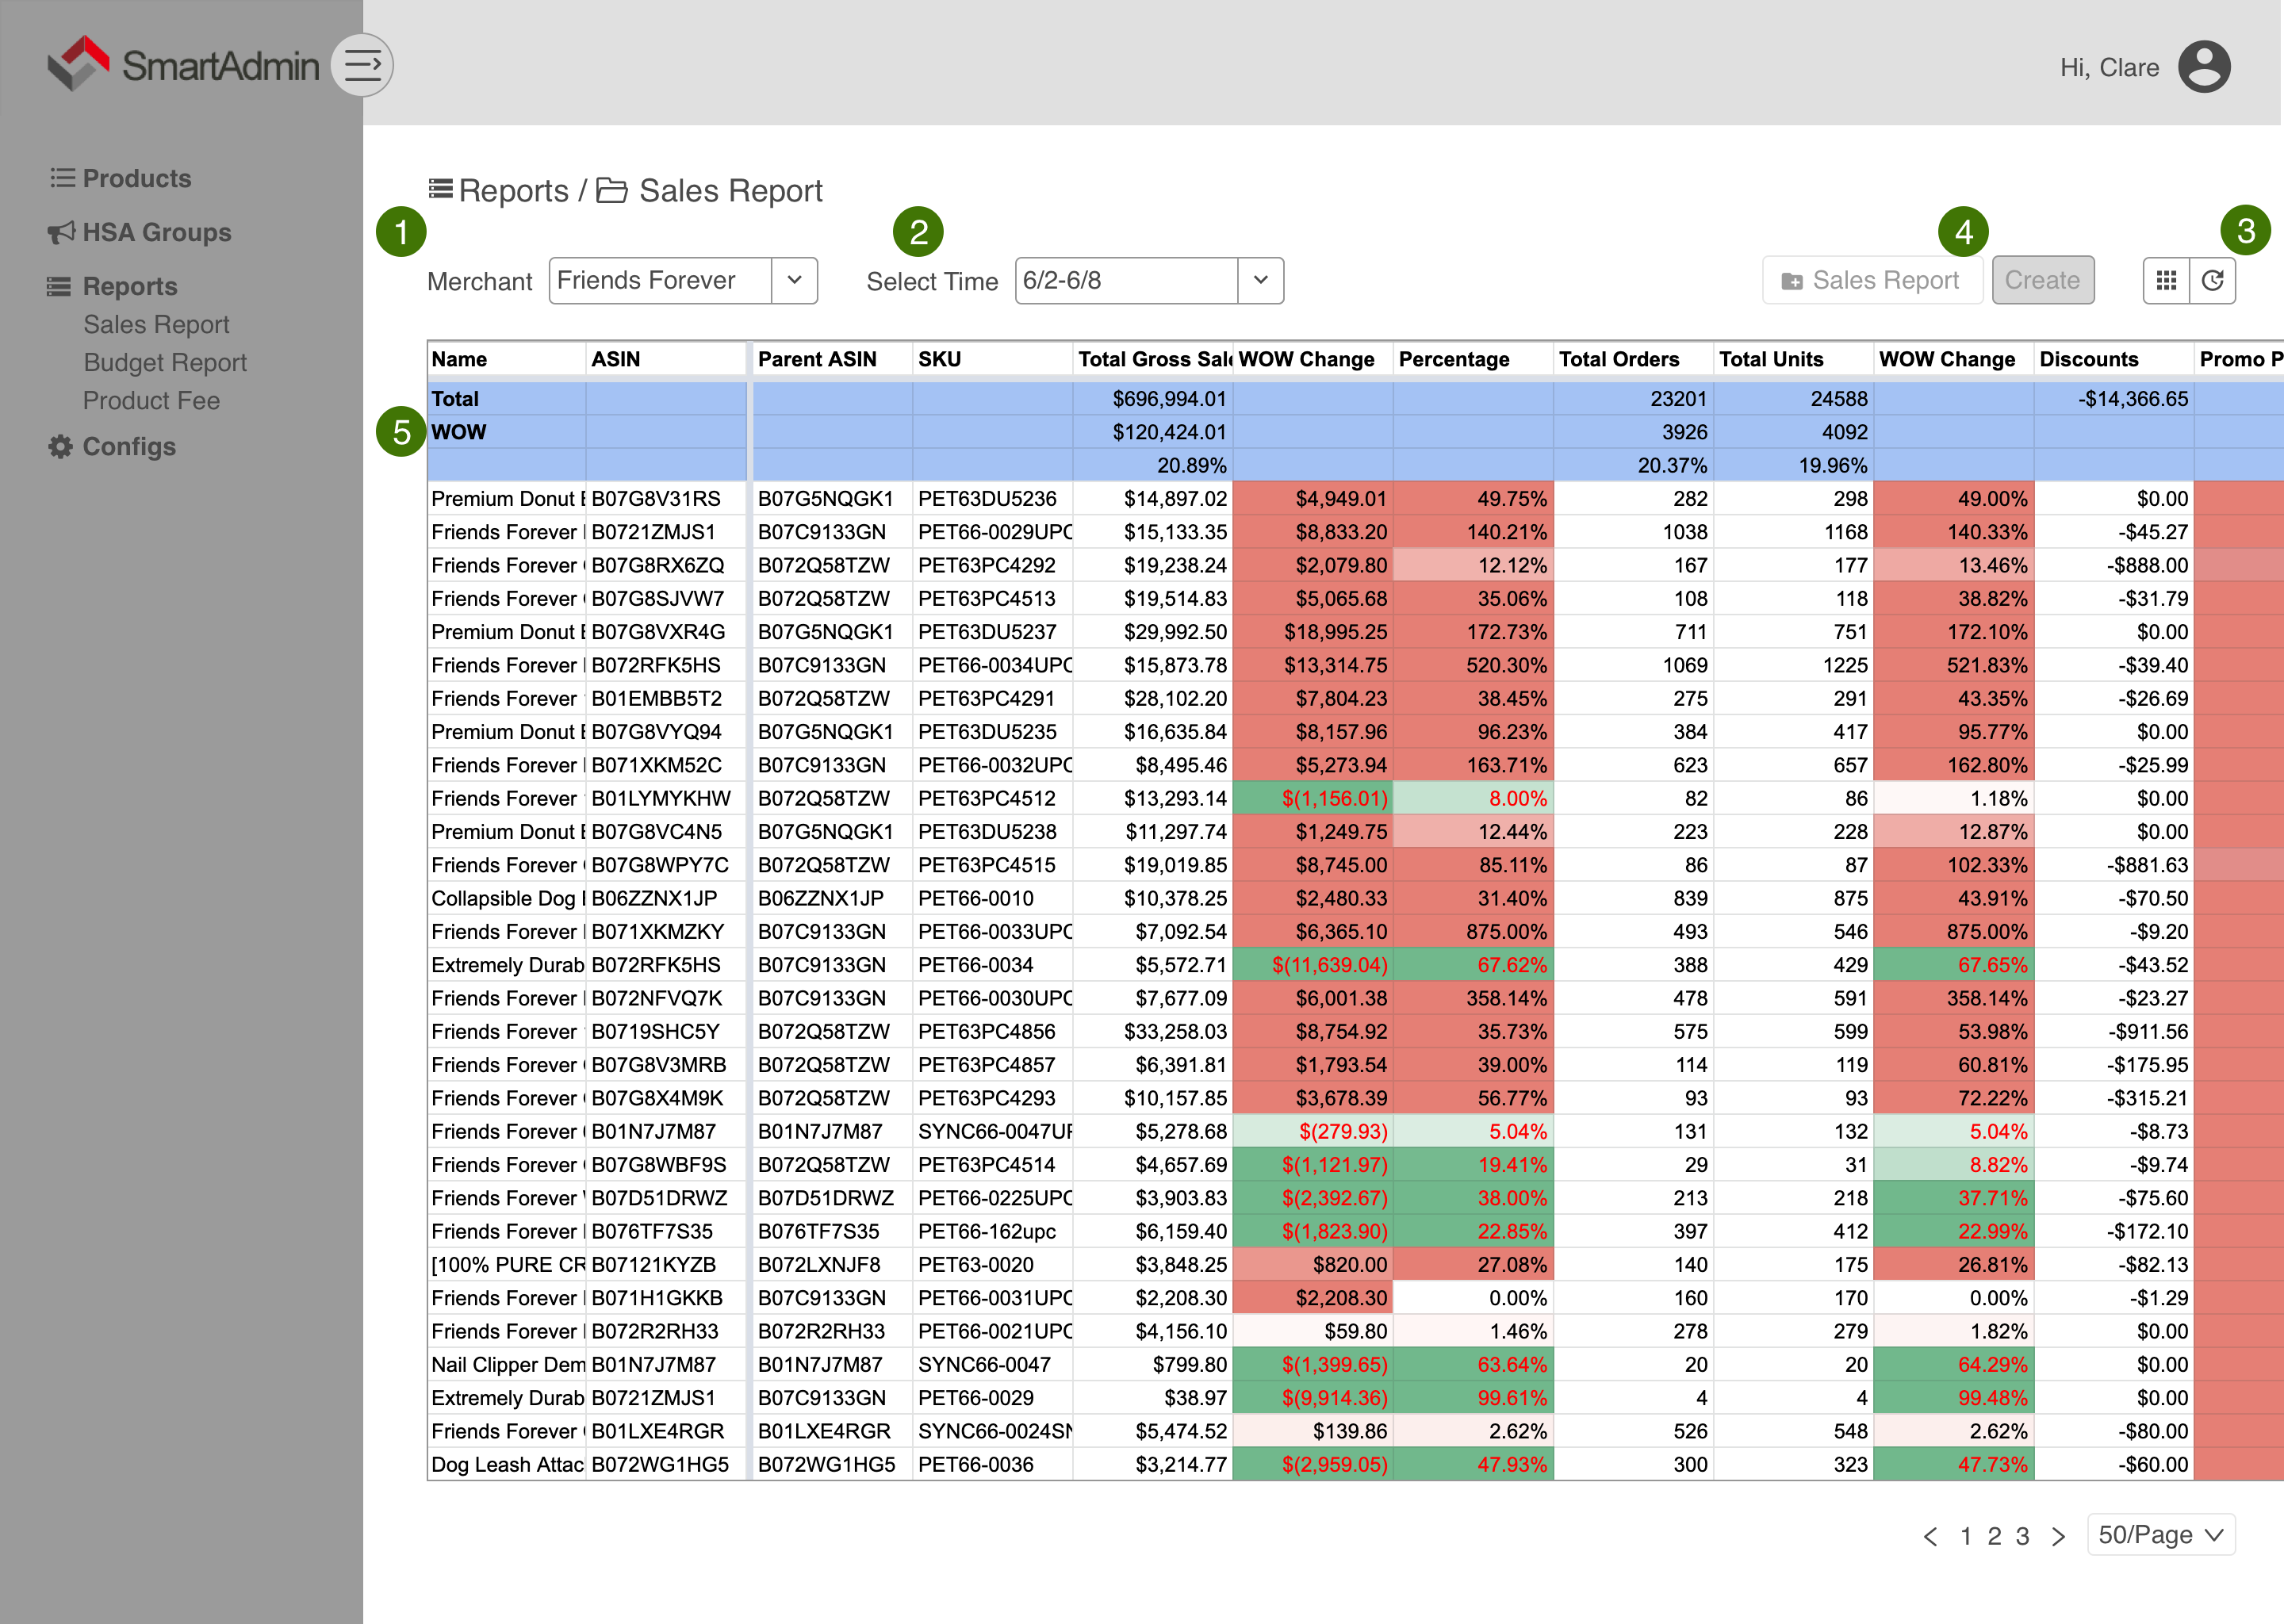 SmartAdmin
Hi, Clare
Products
HSA Groups
Reports
Sales Report
Budget Report
Product Fee
Configs
Reports / Sales Report
1
2
4
3
Merchant Friends Forever Select Time 6/2-6/8 Sales Report Create
Name ASIN Parent ASIN SKU Total Gross Sale WOW Change Percentage Total Orders Total Units WOW Change Discounts Promo P
Total $696,994.01 23201 24588 -$14,366.65
5 WOW $120,424.01 3926 4092
20.89% 20.37% 19.96%
Premium Donut B07G8V31RS B07G5NQGK1 PET63DU5236 $14,897.02 $4,949.01 49.75% 282 298 49.00% $0.00
Friends Forever B0721ZMJS1 B07C9133GN PET66-0029UPC $15,133.35 $8,833.20 140.21% 1038 1168 140.33% -$45.27
Friends Forever B07G8RX6ZQ B072Q58TZW PET63PC4292 $19,238.24 $2,079.80 12.12% 167 177 13.46% -$888.00
Friends Forever B07G8SJVW7 B072Q58TZW PET63PC4513 $19,514.83 $5,065.68 35.06% 108 118 38.82% -$31.79
Premium Donut B07G8VXR4G B07G5NQGK1 PET63DU5237 $29,992.50 $18,995.25 172.73% 711 751 172.10% $0.00
Friends Forever B072RFK5HS B07C9133GN PET66-0034UPC $15,873.78 $13,314.75 520.30% 1069 1225 521.83% -$39.40
Friends Forever B01EMBB5T2 B072Q58TZW PET63PC4291 $28,102.20 $7,804.23 38.45% 275 291 43.35% -$26.69
Premium Donut B07G8VYQ94 B07G5NQGK1 PET63DU5235 $16,635.84 $8,157.96 96.23% 384 417 95.77% $0.00
Friends Forever B071XKM52C B07C9133GN PET66-0032UPC $8,495.46 $5,273.94 163.71% 623 657 162.80% -$25.99
Friends Forever B01LYMYKHW B072Q58TZW PET63PC4512 $13,293.14 $(1,156.01) 8.00% 82 86 1.18% $0.00
Premium Donut B07G8VC4N5 B07G5NQGK1 PET63DU5238 $11,297.74 $1,249.75 12.44% 223 228 12.87% $0.00
Friends Forever B07G8WPY7C B072Q58TZW PET63PC4515 $19,019.85 $8,745.00 85.11% 86 87 102.33% -$881.63
Collapsible Dog B06ZZNX1JP B06ZZNX1JP PET66-0010 $10,378.25 $2,480.33 31.40% 839 875 43.91% -$70.50
Friends Forever B071XKMZKY B07C9133GN PET66-0033UPC $7,092.54 $6,365.10 875.00% 493 546 875.00% -$9.20
Extremely Durab B072RFK5HS B07C9133GN PET66-0034 $5,572.71 $(11,639.04) 67.62% 388 429 67.65% -$43.52
Friends Forever B072NFVQ7K B07C9133GN PET66-0030UPC $7,677.09 $6,001.38 358.14% 478 591 358.14% -$23.27
Friends Forever B0719SHC5Y B072Q58TZW PET63PC4856 $33,258.03 $8,754.92 35.73% 575 599 53.98% -$911.56
Friends Forever B07G8V3MRB B072Q58TZW PET63PC4857 $6,391.81 $1,793.54 39.00% 114 119 60.81% -$175.95
Friends Forever B07G8X4M9K B072Q58TZW PET63PC4293 $10,157.85 $3,678.39 56.77% 93 93 72.22% -$315.21
Friends Forever B01N7J7M87 B01N7J7M87 SYNC66-0047UP $5,278.68 $(279.93) 5.04% 131 132 5.04% -$8.73
Friends Forever B07G8WBF9S B072Q58TZW PET63PC4514 $4,657.69 $(1,121.97) 19.41% 29 31 8.82% -$9.74
Friends Forever B07D51DRWZ B07D51DRWZ PET66-0225UPC $3,903.83 $(2,392.67) 38.00% 213 218 37.71% -$75.60
Friends Forever B076TF7S35 B076TF7S35 PET66-162upc $6,159.40 $(1,823.90) 22.85% 397 412 22.99% -$172.10
[100% PURE CR B07121KYZB B072LXNJF8 PET63-0020 $3,848.25 $820.00 27.08% 140 175 26.81% -$82.13
Friends Forever B071H1GKKB B07C9133GN PET66-0031UPC $2,208.30 $2,208.30 0.00% 160 170 0.00% -$1.29
Friends Forever B072R2RH33 B072R2RH33 PET66-0021UPC $4,156.10 $59.80 1.46% 278 279 1.82% $0.00
Nail Clipper Dem B01N7J7M87 B01N7J7M87 SYNC66-0047 $799.80 $(1,399.65) 63.64% 20 20 64.29% $0.00
Extremely Durab B0721ZMJS1 B07C9133GN PET66-0029 $38.97 $(9,914.36) 99.61% 4 4 99.48% $0.00
Friends Forever B01LXE4RGR B01LXE4RGR SYNC66-0024SN $5,474.52 $139.86 2.62% 526 548 2.62% -$80.00
Dog Leash Attac B072WG1HG5 B072WG1HG5 PET66-0036 $3,214.77 $(2,959.05) 47.93% 300 323 47.73% -$60.00
< 1 2 3 > 50/Page